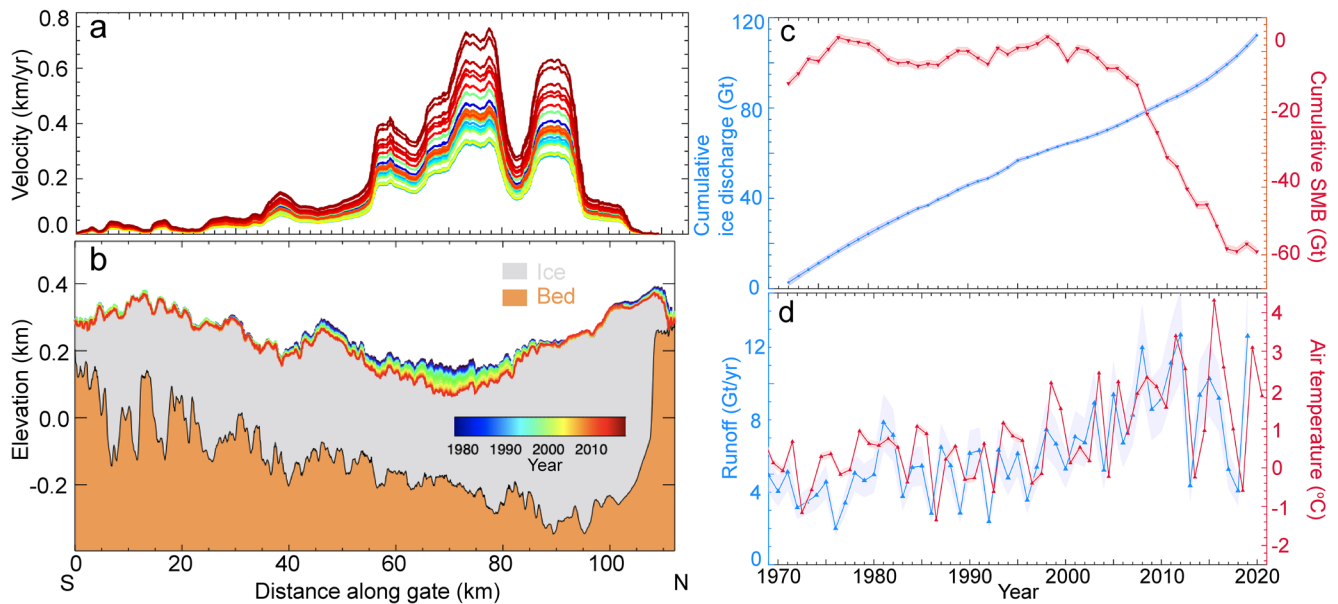 a
Velocity (km/yr)
0.8
0.6
0.4
0.2
0.0
b
Ice
Bed
Elevation (km)
0.4
0.2
0.0
-0.2
1980 1990 2000 2010
Year
0 20 40 60 80 100
S Distance along gate (km) N
c
Cumulative
ice discharge (Gt)
120
80
40
0
0
-20
-40
-60
Cumulative SMB (Gt)
d
Runoff (Gt/yr)
12
8
4
0
4
3
2
1
0
-1
-2
Air temperature (ºC)
1970 1980 1990 2000 2010 2020
Year